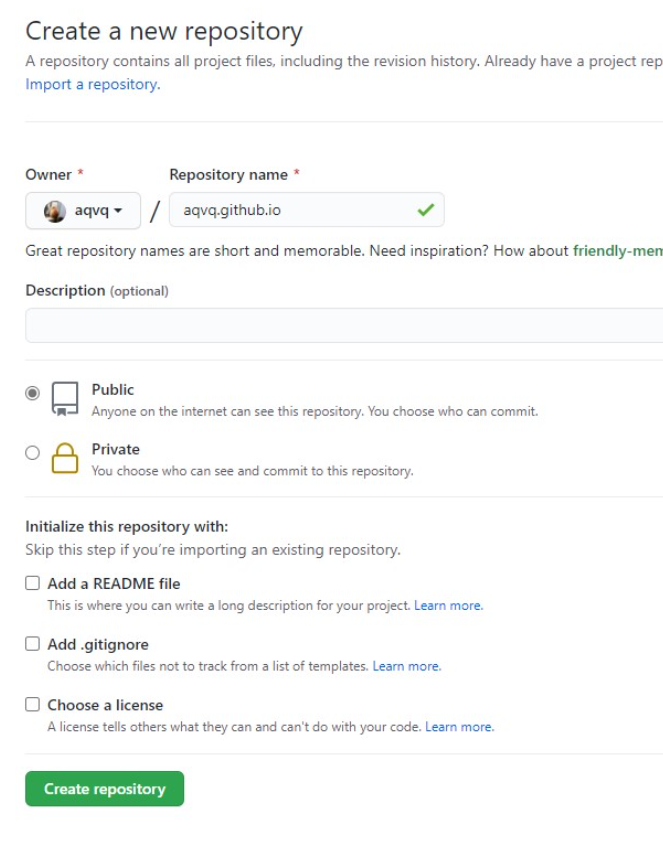 Create a new repository
A repository contains all project files, including the revision history. Already have a project rep
Import a repository.
Owner * Repository name *
aqvq / aqvq.github.io
Great repository names are short and memorable. Need inspiration? How about friendly-mem
Description (optional)
Public
Anyone on the internet can see this repository. You choose who can commit.
Private
You choose who can see and commit to this repository.
Initialize this repository with:
Skip this step if you’re importing an existing repository.
Add a README file
This is where you can write a long description for your project. Learn more.
Add .gitignore
Choose which files not to track from a list of templates. Learn more.
Choose a license
A license tells others what they can and can't do with your code. Learn more.
Create repository